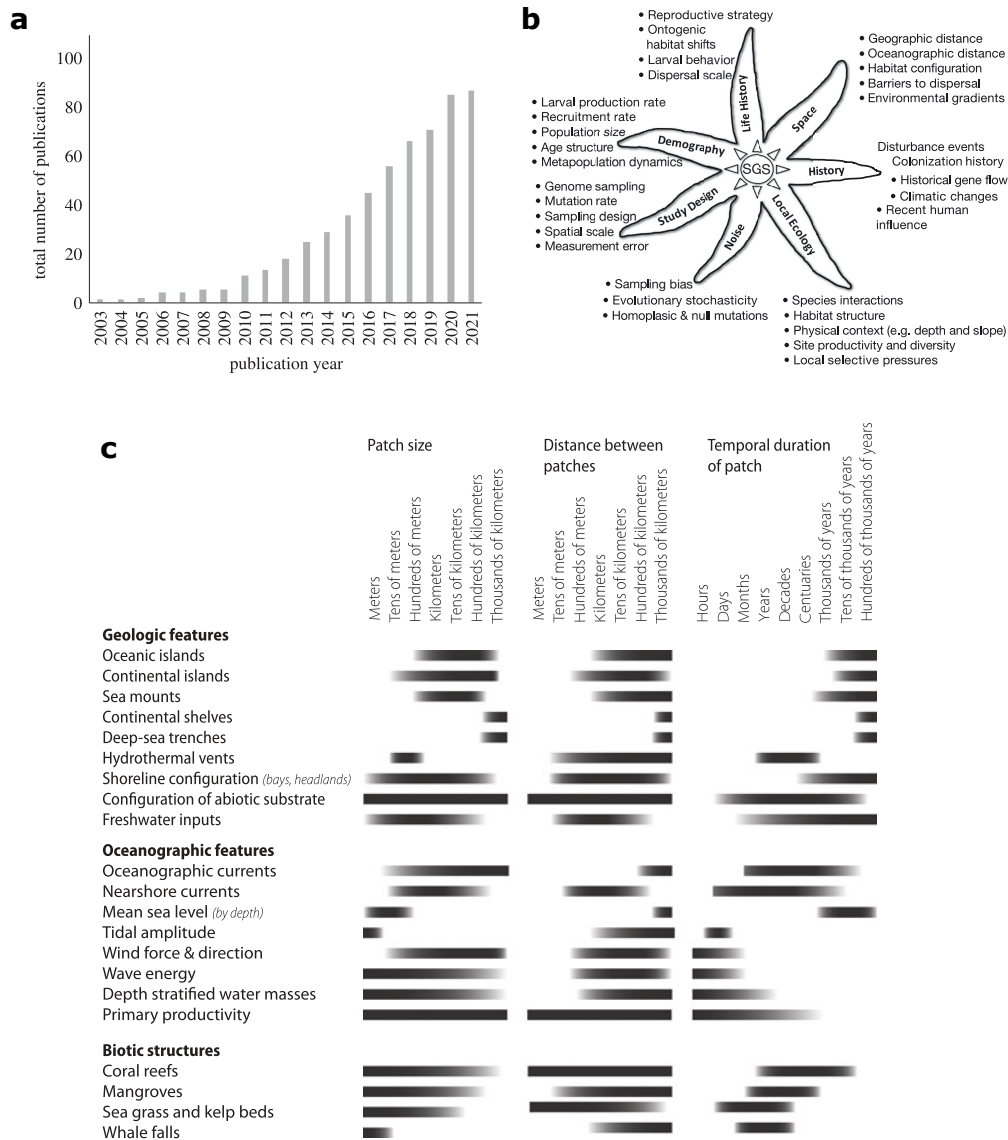 a
total number of publications
100
80
60
40
20
0
2003
2004
2005
2006
2007
2008
2009
2010
2011
2012
2013
2014
2015
2016
2017
2018
2019
2020
2021
publication year
b
• Reproductive strategy
• Ontogenic
habitat shifts
• Larval behavior
• Dispersal scale
• Geographic distance
• Oceanographic distance
• Habitat configuration
• Barriers to dispersal
• Environmental gradients
• Larval production rate
• Recruitment rate
• Population size
• Age structure
• Metapopulation dynamics
Disturbance events
Colonization history
• Historical gene flow
• Climatic changes
• Recent human
influence
• Genome sampling
• Mutation rate
• Sampling design
• Spatial scale
• Measurement error
• Sampling bias
• Evolutionary stochasticity
• Homoplasic & null mutations
• Species interactions
• Habitat structure
• Physical context (e.g. depth and slope)
• Site productivity and diversity
• Local selective pressures
Life History
Space
Demography
SGS
History
Study Design
Noise
Local Ecology
c
Patch size
Distance between
patches
Temporal duration
of patch
Meters
Tens of meters
Hundreds of meters
Kilometers
Tens of kilometers
Hundreds of kilometers
Thousands of kilometers
Meters
Tens of meters
Hundreds of meters
Kilometers
Tens of kilometers
Hundreds of kilometers
Thousands of kilometers
Hours
Days
Months
Years
Decades
Centuaries
Thousands of years
Tens of thousands of years
Hundreds of thousands of years
Geologic features
Oceanic islands
Continental islands
Sea mounts
Continental shelves
Deep-sea trenches
Hydrothermal vents
Shoreline configuration (bays, headlands)
Configuration of abiotic substrate
Freshwater inputs
Oceanographic features
Oceanographic currents
Nearshore currents
Mean sea level (by depth)
Tidal amplitude
Wind force & direction
Wave energy
Depth stratified water masses
Primary productivity
Biotic structures
Coral reefs
Mangroves
Sea grass and kelp beds
Whale falls